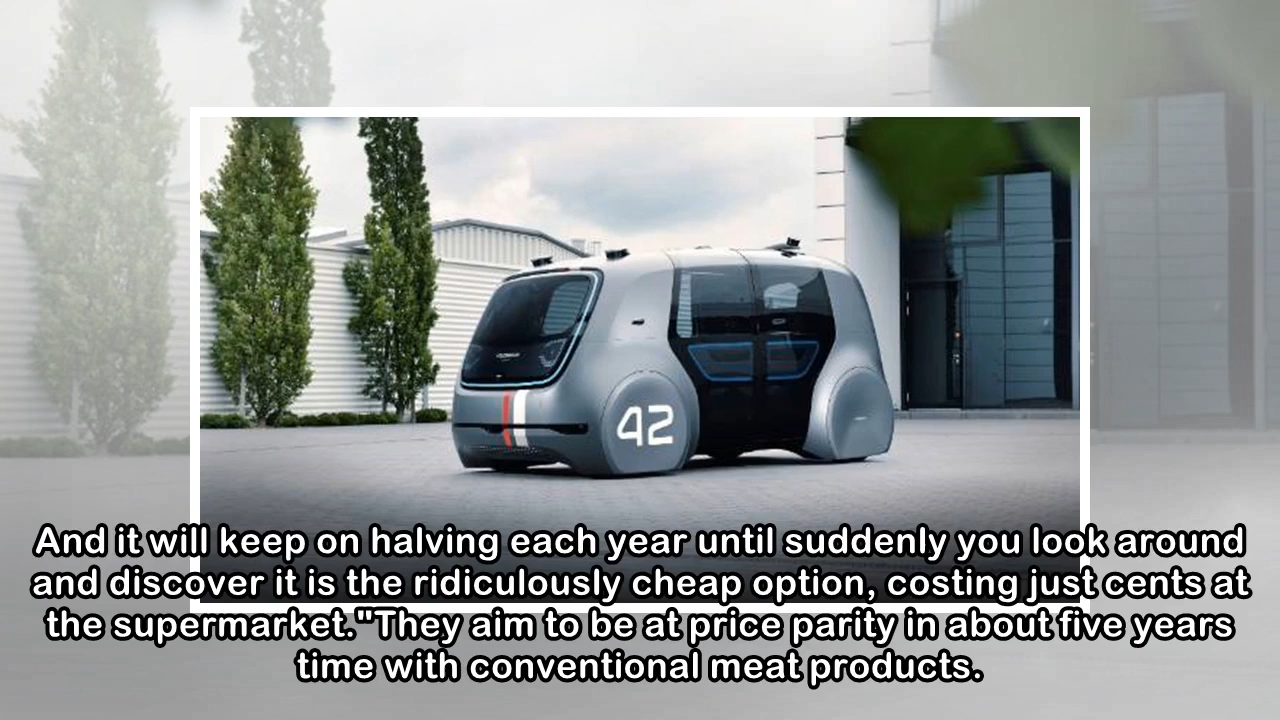 42
And it will keep on halving each year until suddenly you look around
and discover it is the ridiculously cheap option, costing just cents at
the supermarket."They aim to be at price parity in about five years
time with conventional meat products.